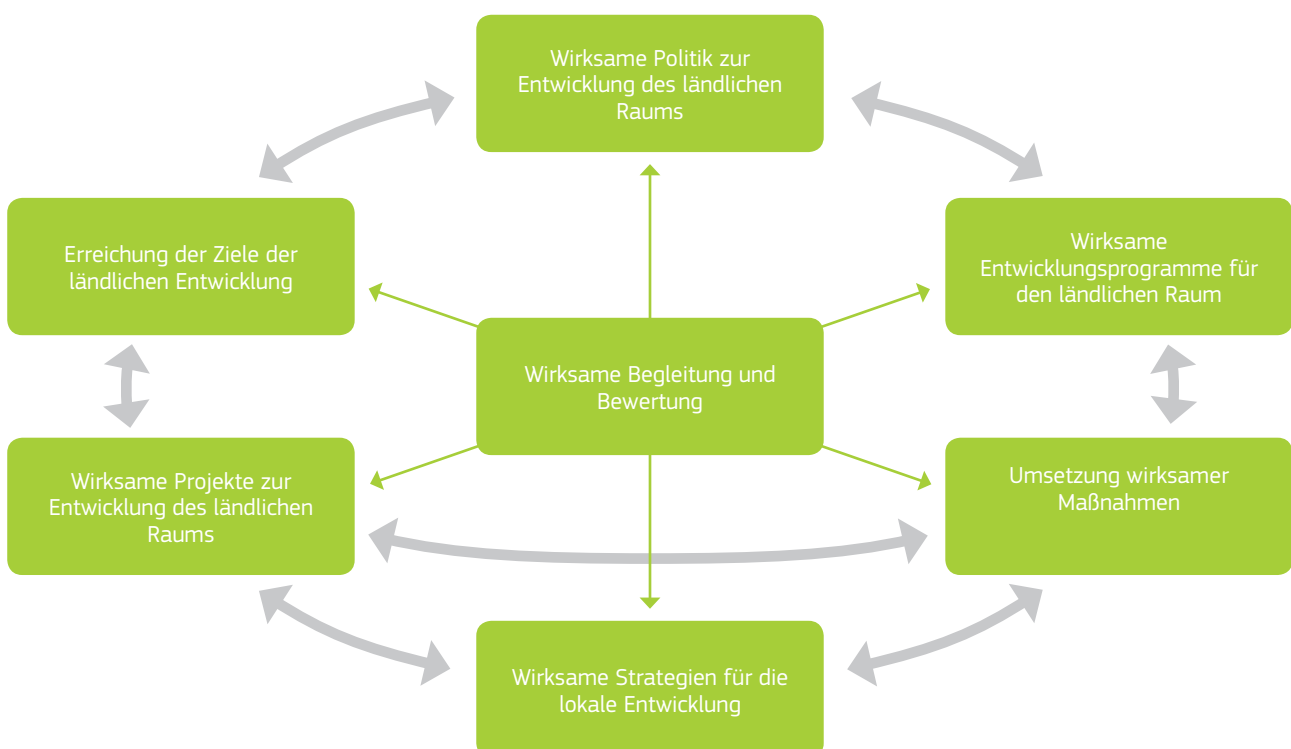 Wirksame Politik zur
Entwicklung des ländlichen
Raums
Erreichung der Ziele der
ländlichen Entwicklung
Wirksame
Entwicklungsprogramme für
den ländlichen Raum
Wirksame Begleitung und
Bewertung
Wirksame Projekte zur
Entwicklung des ländlichen
Raums
Umsetzung wirksamer
Maßnahmen
Wirksame Strategien für die
lokale Entwicklung